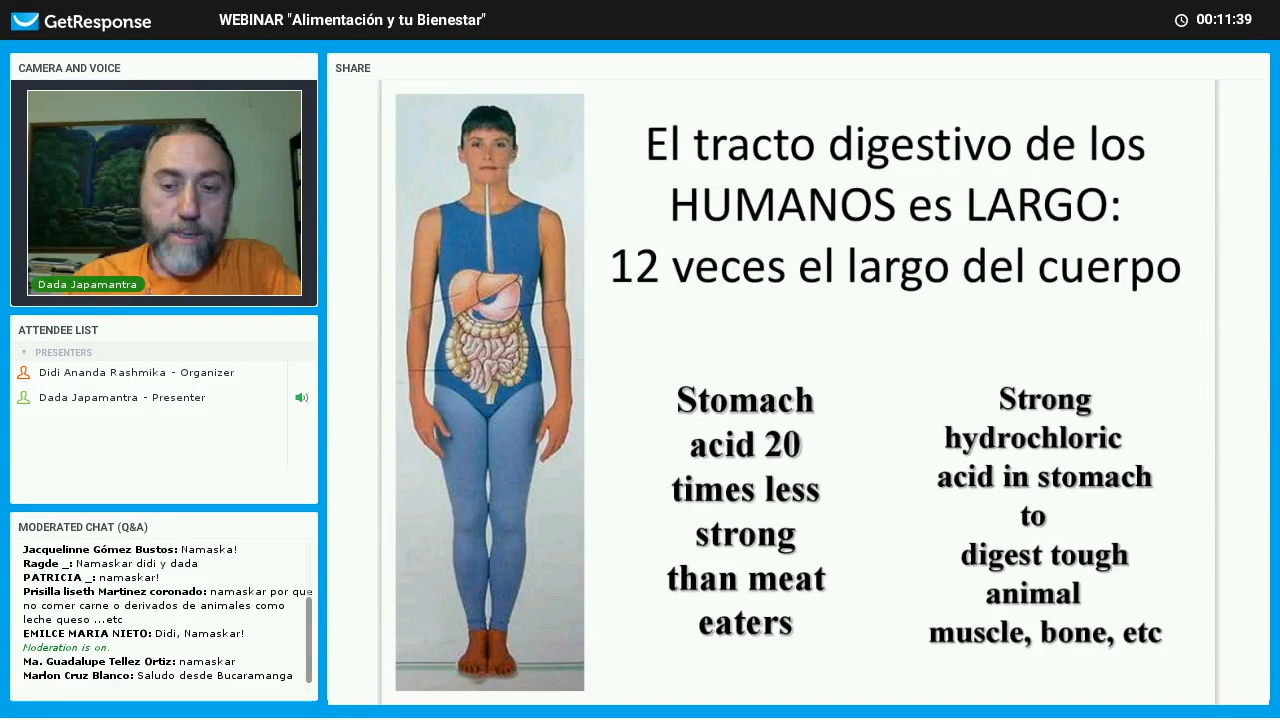 GetResponse
WEBINAR "Alimentación y tu Bienestar"
00:11:39
CAMERA AND VOICE
Dada Japamantra
ATTENDEE LIST
PRESENTERS
Didi Ananda Rashmika - Organizer
Dada Japamantra - Presenter
MODERATED CHAT (Q&A)
Jacquelinne Gómez Bustos: Namaska!
Ragde _: Namaskar didi y dada
PATRICIA _: namaskar!
Prisilla liseth Martinez coronado: namaskar por que
no comer carne o derivados de animales como
leche queso ...etc
EMILCE MARIA NIETO: Didi, Namaskar!
Moderation is on.
Ma. Guadalupe Tellez Ortiz: namaskar
Marlon Cruz Blanco: Saludo desde Bucaramanga
SHARE
El tracto digestivo de los
HUMANOS es LARGO:
12 veces el largo del cuerpo
Stomach
acid 20
times less
strong
than meat
eaters
Strong
hydrochloric
acid in stomach
to
digest tough
animal
muscle, bone, etc